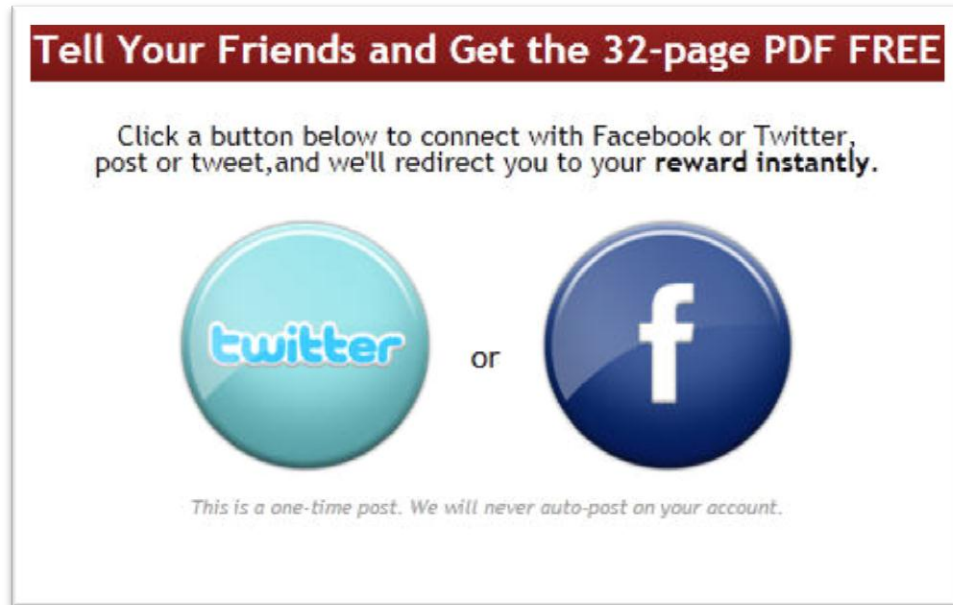 Tell Your Friends and Get the 32-page PDF FREE
Click a button below to connect with Facebook or Twitter,
post or tweet,and we'll redirect you to your reward instantly.
twitter
or
f
This is a one-time post. We will never auto-post on your account.